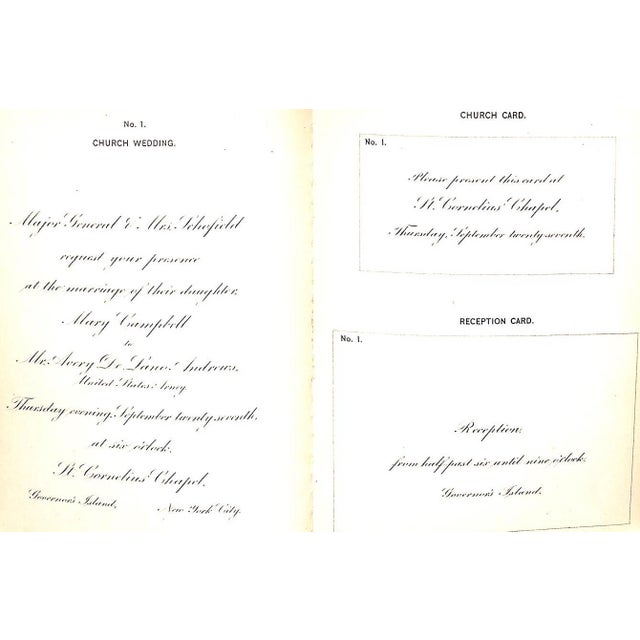 No. 1.
CHURCH WEDDING.
Major General & Mrs. Schofield
request your presence
at the marriage of their daughter,
Mary Campbell
to
Mr. Avery De Lano Andrews,
United States Army
Thursday evening, September twenty-seventh,
at six o'clock.
St. Cornelius' Chapel,
Governor's Island, New York City.
CHURCH CARD.
No. 1.
Please present this card at
St. Cornelius' Chapel,
Thursday, September twenty-seventh.
RECEPTION CARD.
No. 1.
Reception,
from half past six until nine o'clock.
Governor's Island.